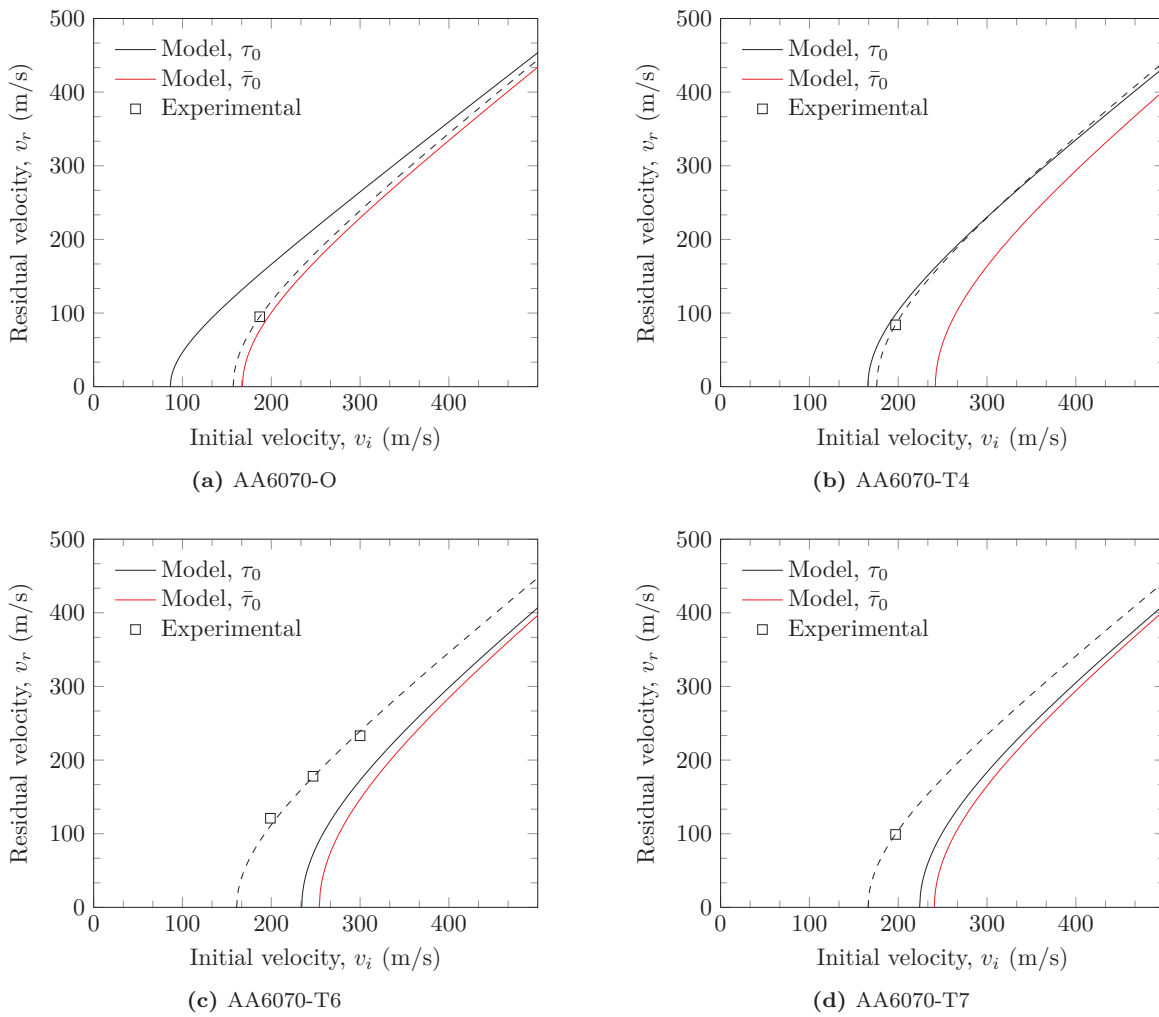 500
400
300
200
100
0
Residual velocity, v_r (m/s)
Model, τ_0
Model, τ̄_0
Experimental
0 100 200 300 400
Initial velocity, v_i (m/s)
(a) AA6070-O
500
400
300
200
100
0
Residual velocity, v_r (m/s)
Model, τ_0
Model, τ̄_0
Experimental
0 100 200 300 400
Initial velocity, v_i (m/s)
(b) AA6070-T4
500
400
300
200
100
0
Residual velocity, v_r (m/s)
Model, τ_0
Model, τ̄_0
Experimental
0 100 200 300 400
Initial velocity, v_i (m/s)
(c) AA6070-T6
500
400
300
200
100
0
Residual velocity, v_r (m/s)
Model, τ_0
Model, τ̄_0
Experimental
0 100 200 300 400
Initial velocity, v_i (m/s)
(d) AA6070-T7